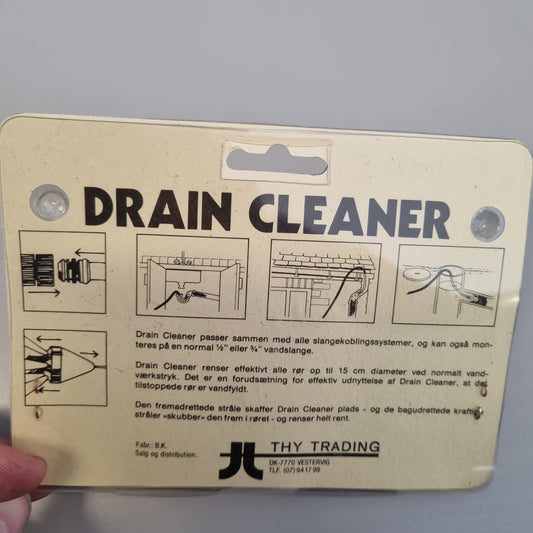 DRAIN CLEANER
Drain Cleaner passer sammen med alle slangekoblingssystemer, og kan også mon-
teres på en normal ½" eller ¾" vandslange.
Drain Cleaner renser effektivt alle rør op til 15 cm diameter ved normalt vand-
værkstryk. Det er en forudsætning for effektiv udnyttelse af Drain Cleaner, at det
tilstoppede rør er vandfyldt.
Den fremadrettede stråle skaffer Drain Cleaner plads - og de bagudrettede kraftige
stråler »skubber« den frem i røret - og renser helt rent.
Fabr.: B.K.
Salg og distribution:
THY TRADING
DK-7770 VESTERVIG
TLF. (07) 94 17 99